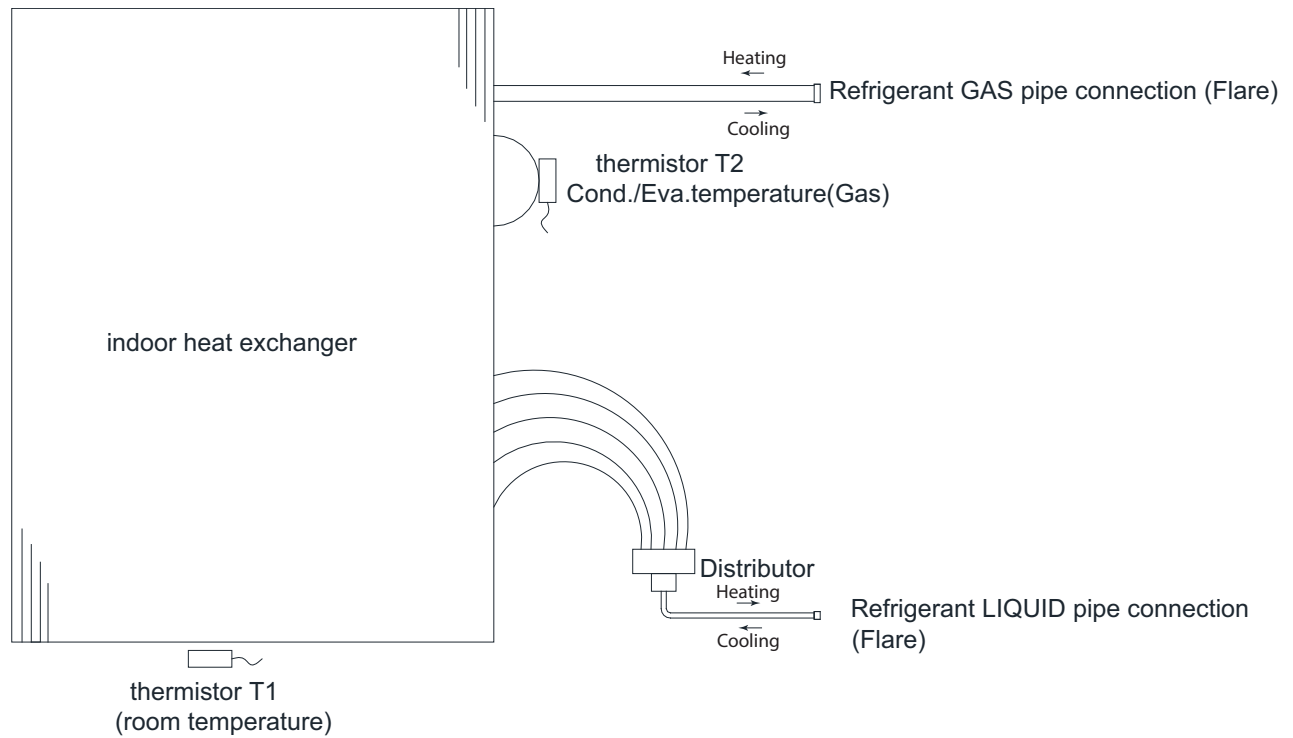 Heating
Refrigerant GAS pipe connection (Flare)
Cooling
thermistor T2
Cond./Eva.temperature(Gas)
indoor heat exchanger
Distributor
Heating
Refrigerant LIQUID pipe connection
(Flare)
Cooling
thermistor T1
(room temperature)